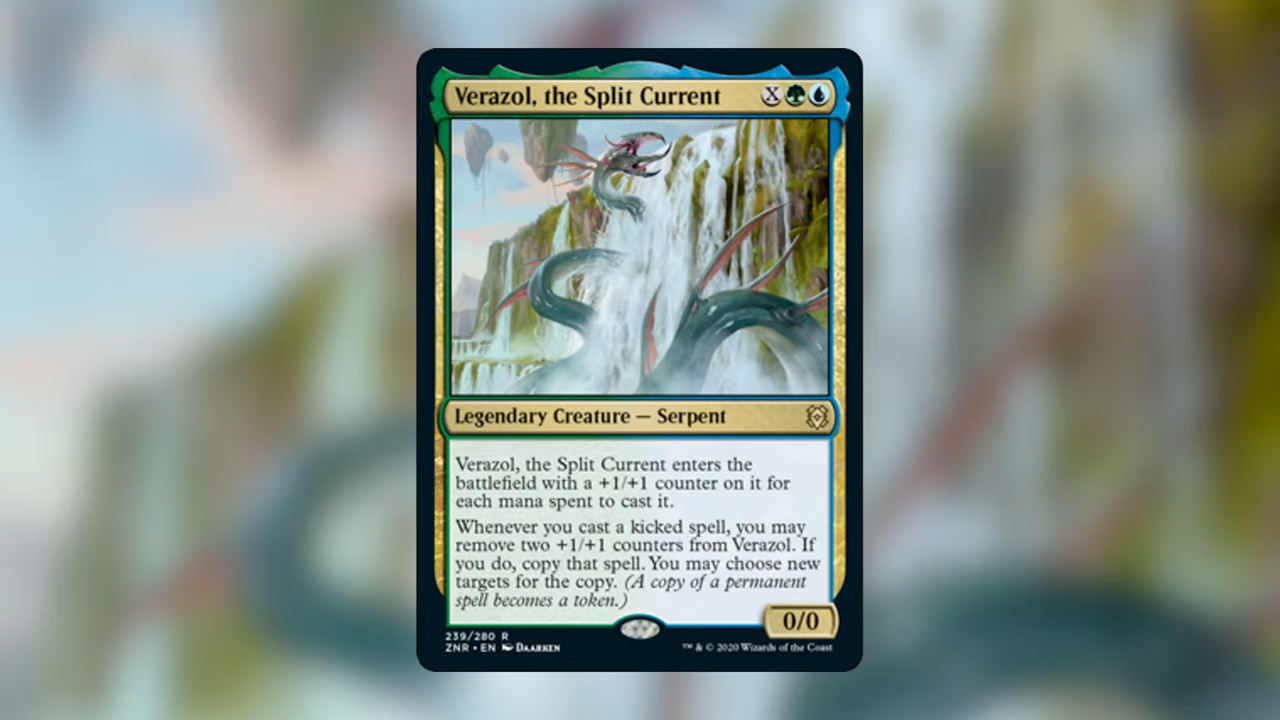 Verazol, the Split Current X
Legendary Creature — Serpent
Verazol, the Split Current enters the
battlefield with a +1/+1 counter on it for
each mana spent to cast it.
Whenever you cast a kicked spell, you may
remove two +1/+1 counters from Verazol. If
you do, copy that spell. You may choose new
targets for the copy. (A copy of a permanent
spell becomes a token.)
0/0
239/280 R
ZNR • EN DAARKEN
™ & © 2020 Wizards of the Coast